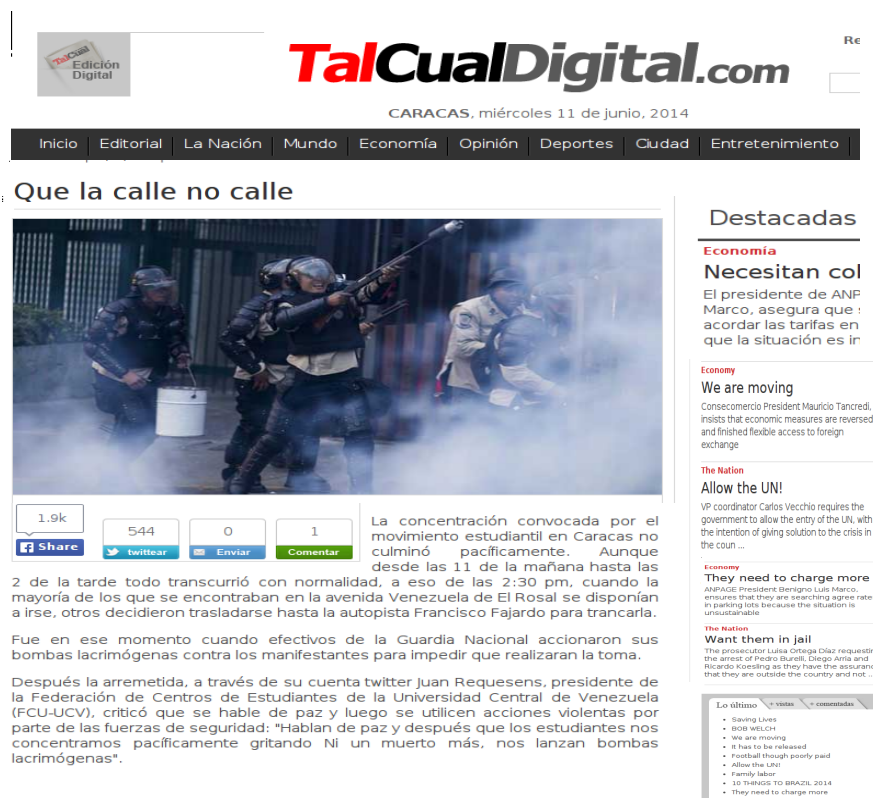 TalCual
Edición
Digital
TalCualDigital.com
CARACAS, miércoles 11 de junio, 2014
Inicio Editorial La Nación Mundo Economía Opinión Deportes Ciudad Entretenimiento
Que la calle no calle
1.9k
Share
544
twittear
0
Enviar
1
Comentar
La concentración convocada por el
movimiento estudiantil en Caracas no
culminó pacíficamente. Aunque
desde las 11 de la mañana hasta las
2 de la tarde todo transcurrió con normalidad, a eso de las 2:30 pm, cuando la
mayoría de los que se encontraban en la avenida Venezuela de El Rosal se disponían
a irse, otros decidieron trasladarse hasta la autopista Francisco Fajardo para trancarla.
Fue en ese momento cuando efectivos de la Guardia Nacional accionaron sus
bombas lacrimógenas contra los manifestantes para impedir que realizaran la toma.
Después la arremetida, a través de su cuenta twitter Juan Requesens, presidente de
la Federación de Centros de Estudiantes de la Universidad Central de Venezuela
(FCU-UCV), criticó que se hable de paz y luego se utilicen acciones violentas por
parte de las fuerzas de seguridad: "Hablan de paz y después que los estudiantes nos
concentramos pacíficamente gritando Ni un muerto más, nos lanzan bombas
lacrimógenas".
Destacadas
Economía
Necesitan
El presidente de
Marco, asegura que
acordar las tarifas en
que la situación es
Economy
We are moving
Consecomercio President Mauricio Tancredi,
insists that economic measures are reversed
and finished flexible access to foreign
exchange
The Nation
Allow the UN!
VP coordinator Carlos Vecchio requires the
government to allow the entry of the UN, with
the intention of giving solution to the crisis in
the coun ...
Economy
They need to charge more
ANPAGE President Benigno Luis Marco,
ensures that they are searching agree rate
in parking lots because the situation is
unsustainable
The Nation
Want them in jail
The prosecutor Luisa Ortega Díaz
the arrest of Pedro Burelli, Diego Arria and
Ricardo Koesling as they have the
that they are outside the country and not ..
Lo último + vistas + comentadas
Saving Lives
BOB WELCH
We are moving
It has to be released
Football though poorly paid
Allow the UN!
Family labor
10 THINGS TO BRAZIL 2014
They need to charge more